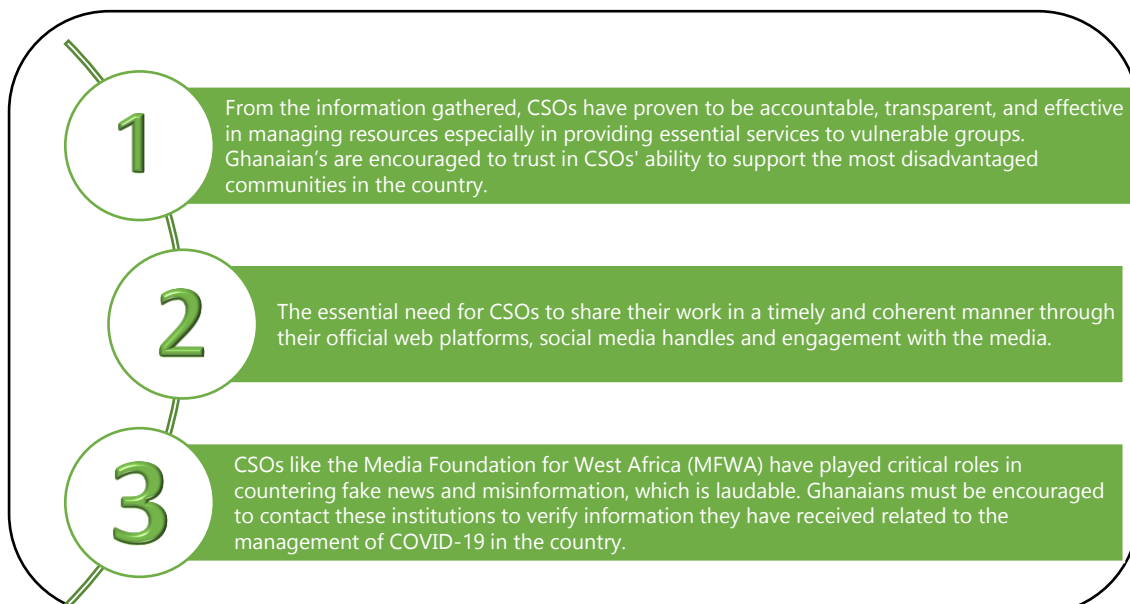 1
From the information gathered, CSOs have proven to be accountable, transparent, and effective
in managing resources especially in providing essential services to vulnerable groups.
Ghanaian's are encouraged to trust in CSOs' ability to support the most disadvantaged
communities in the country.
2
The essential need for CSOs to share their work in a timely and coherent manner through
their official web platforms, social media handles and engagement with the media.
3
CSOs like the Media Foundation for West Africa (MFWA) have played critical roles in
countering fake news and misinformation, which is laudable. Ghanaians must be encouraged
to contact these institutions to verify information they have received related to the
management of COVID-19 in the country.